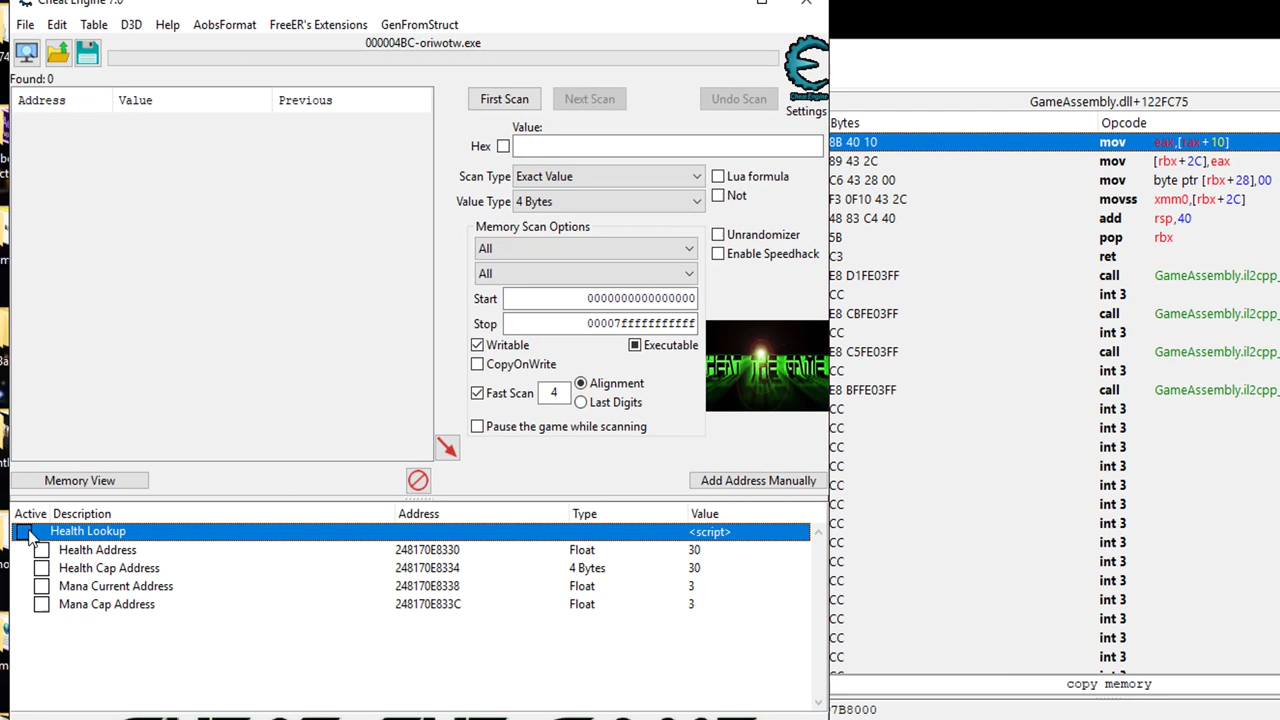 Cheat Engine 7.0
File Edit Table D3D Help AobsFormat FreeER's Extensions GenFromStruct
000004BC-oriwotw.exe
Found: 0
Address Value Previous
First Scan Next Scan Undo Scan
Settings
Value:
Hex
Scan Type Exact Value Lua formula
Not
Value Type 4 Bytes
Memory Scan Options
All
All
Unrandomizer
Enable Speedhack
Start 0000000000000000
Stop 00007fffffffffff
Writable Executable
CopyOnWrite
Fast Scan 4 Alignment
Last Digits
Pause the game while scanning
Memory View Add Address Manually
Active Description Address Type Value
Health Lookup <script>
Health Address 248170E8330 Float 30
Health Cap Address 248170E8334 4 Bytes 30
Mana Current Address 248170E8338 Float 3
Mana Cap Address 248170E833C Float 3
GameAssembly.dll+122FC75
Bytes Opcode
8B 40 10 mov eax,[rax+10]
89 43 2C mov [rbx+2C],eax
C6 43 28 00 mov byte ptr [rbx+28],00
F3 0F10 43 2C movss xmm0,[rbx+2C]
48 83 C4 40 add rsp,40
5B pop rbx
C3 ret
E8 D1FE03FF call GameAssembly.il2cpp_
CC int 3
E8 CBFE03FF call GameAssembly.il2cpp_
CC int 3
E8 C5FE03FF call GameAssembly.il2cpp_
CC int 3
E8 BFFE03FF call GameAssembly.il2cpp_
CC int 3
CC int 3
CC int 3
CC int 3
CC int 3
CC int 3
CC int 3
CC int 3
CC int 3
CC int 3
CC int 3
CC int 3
CC int 3
CC int 3
copy memory
7B8000